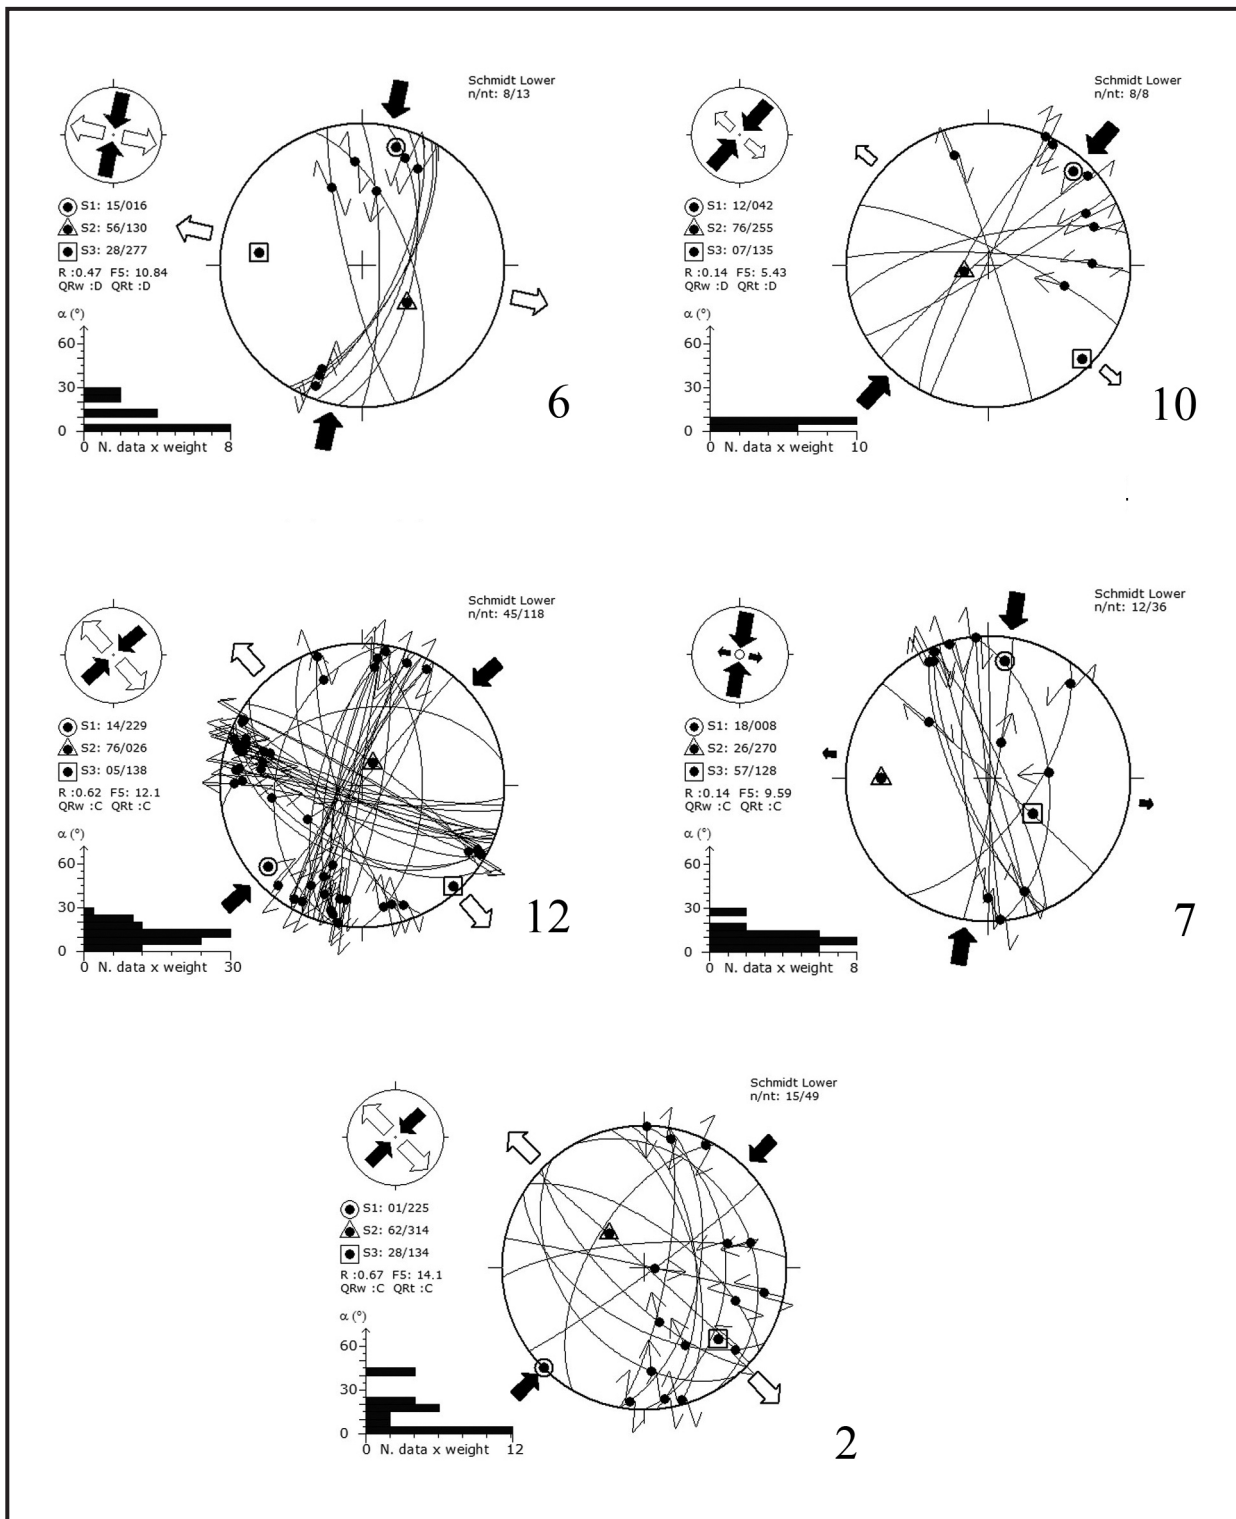 Schmidt Lower
n/nt: 8/13
S1: 15/016
S2: 56/130
S3: 28/277
R :0.47 F5: 10.84
QRw :D QRt :D
α (°)
60
30
0
0 N. data x weight 8
6
Schmidt Lower
n/nt: 8/8
S1: 12/042
S2: 76/255
S3: 07/135
R :0.14 F5: 5.43
QRw :D QRt :D
α (°)
60
30
0
0 N. data x weight 10
10
Schmidt Lower
n/nt: 45/118
S1: 14/229
S2: 76/026
S3: 05/138
R :0.62 F5: 12.1
QRw :C QRt :C
α (°)
60
30
0
0 N. data x weight 30
12
Schmidt Lower
n/nt: 12/36
S1: 18/008
S2: 26/270
S3: 57/128
R :0.14 F5: 9.59
QRw :C QRt :C
α (°)
60
30
0
0 N. data x weight 8
7
Schmidt Lower
n/nt: 15/49
S1: 01/225
S2: 62/314
S3: 28/134
R :0.67 F5: 14.1
QRw :C QRt :C
α (°)
60
30
0
0 N. data x weight 12
2